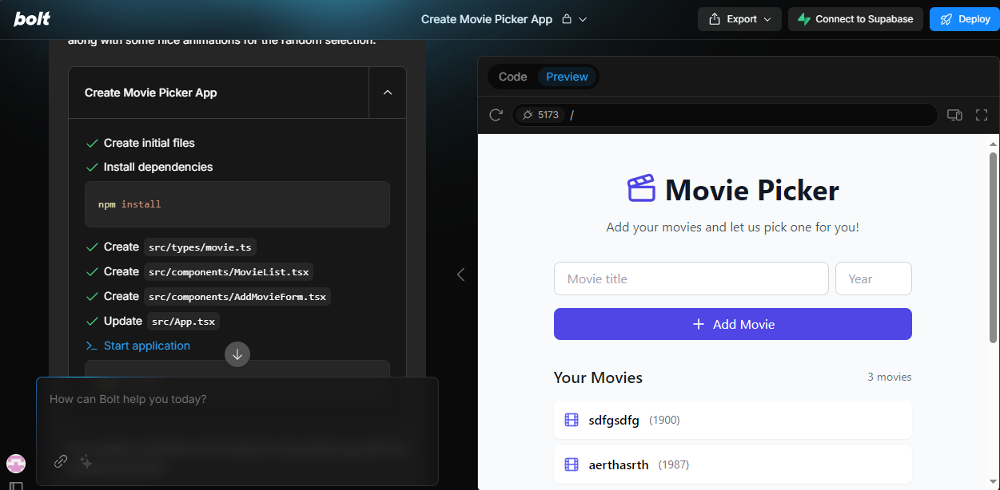 bolt
Create Movie Picker App
Export
Connect to Supabase
Deploy
along with some nice animations for the random selection.
Create Movie Picker App
Create initial files
Install dependencies
npm install
Create src/types/movie.ts
Create src/components/MovieList.tsx
Create src/components/AddMovieForm.tsx
Update src/App.tsx
Start application
How can Bolt help you today?
Code Preview
5173 /
Movie Picker
Add your movies and let us pick one for you!
Movie title Year
+ Add Movie
Your Movies 3 movies
sdfgsdfg (1900)
aerthasrth (1987)